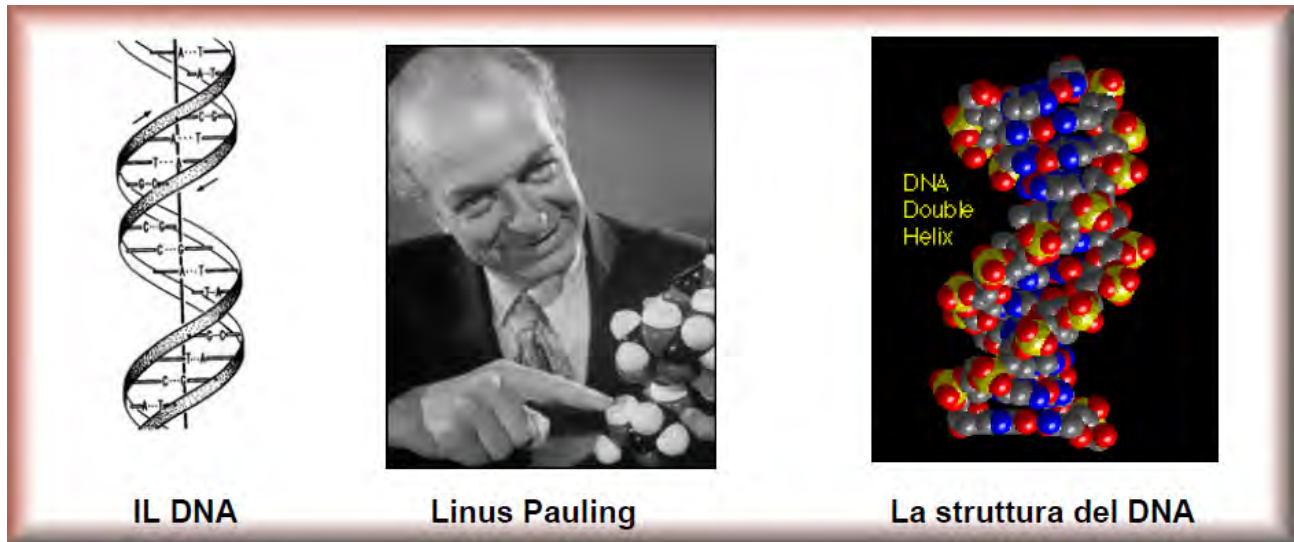 A···T
A···T
C···G
A···T
T···A
G···C
C···G
C···G
A···T
T···A
G···C
T···A
C···G
A···T
DNA
Double
Helix
IL DNA
Linus Pauling
La struttura del DNA